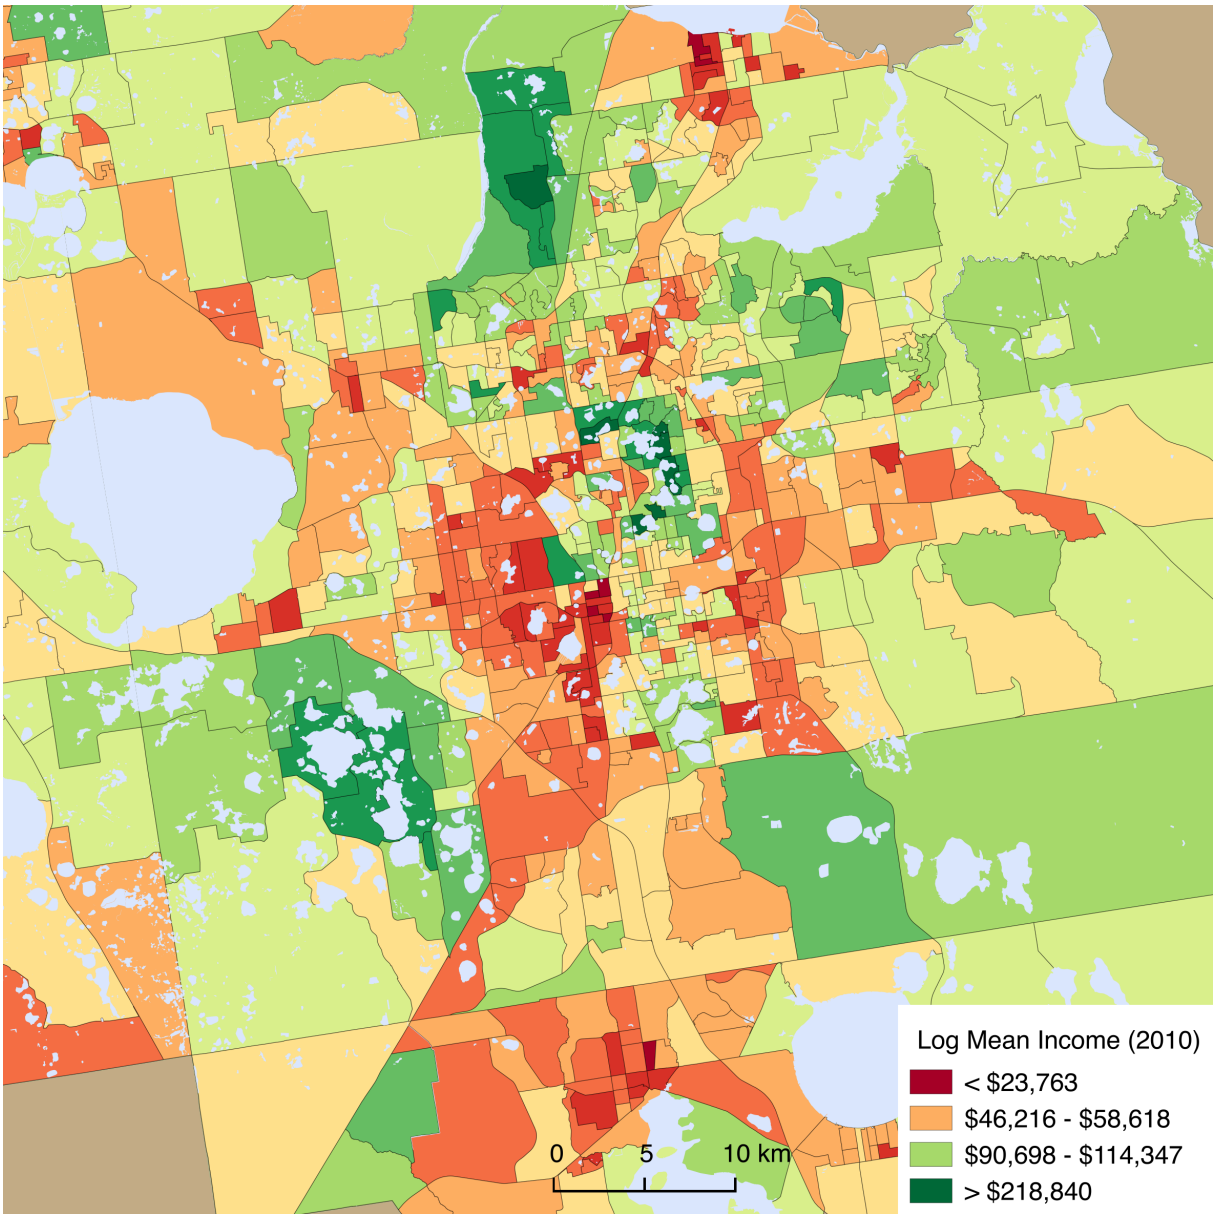 Log Mean Income (2010)
< $23,763
$46,216 - $58,618
$90,698 - $114,347
> $218,840
0 5 10 km